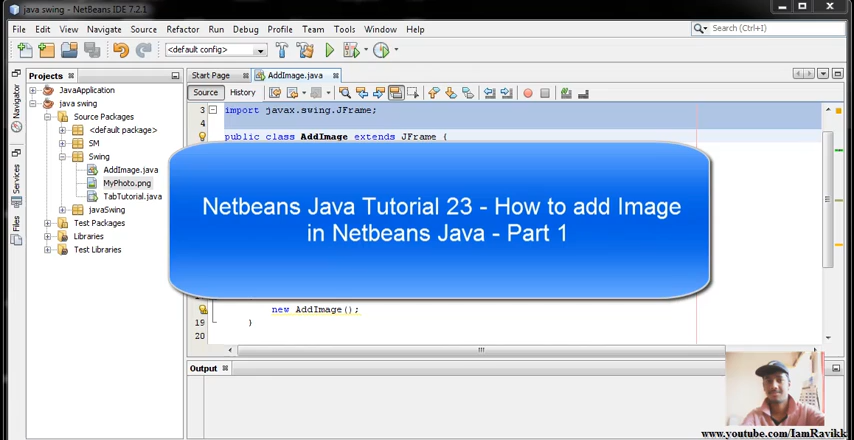 java swing - NetBeans IDE 7.2.1
File Edit View Navigate Source Refactor Run Debug Profile Team Tools Window Help
Search (Ctrl+I)
<default config>
Projects
Start Page
AddImage.java
Source
History
Navigator
Services
Files
JavaApplication
java swing
Source Packages
<default package>
SM
Swing
AddImage.java
MyPhoto.png
TabTutorial.java
javaSwing
Test Packages
Libraries
Test Libraries
3 import javax.swing.JFrame;
4
public class AddImage extends JFrame {
Netbeans Java Tutorial 23 - How to add Image
in Netbeans Java - Part 1
new AddImage();
19 }
20
Output
www.youtube.com/IamRavikk